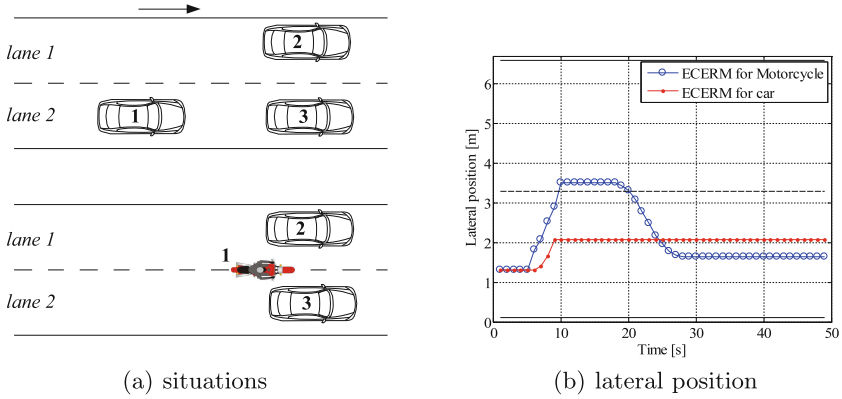 lane 1
2
lane 2
1
3
lane 1
2
1
lane 2
3
(a) situations
ECERM for Motorcycle
ECERM for car
Lateral position [m]
6
5
4
3
2
1
0
0 10 20 30 40 50
Time [s]
(b) lateral position